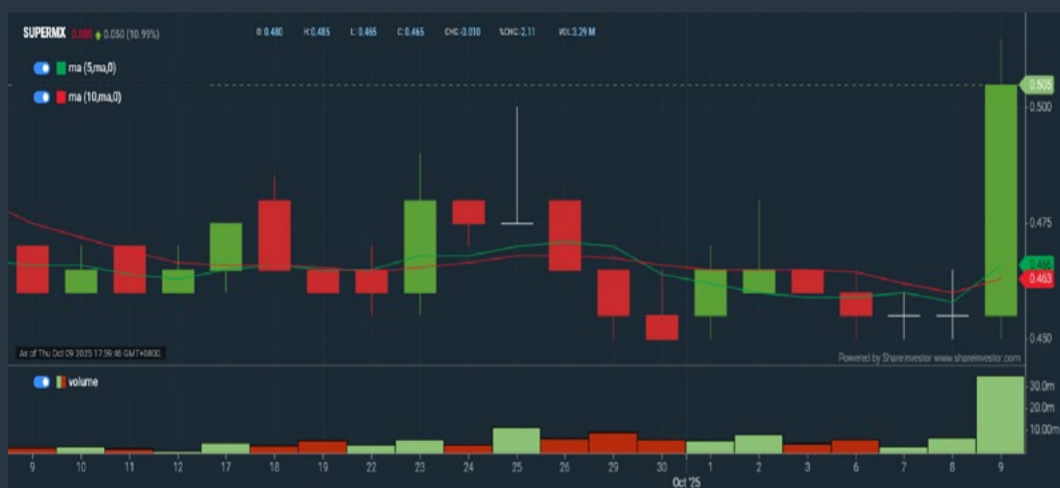 SUPERMX 0.505 0.050 (10.99%) O: 0.480 H: 0.485 L: 0.465 C: 0.465 CHG:-0.010 %CHG:-2.11 VOL:3.29 M
ma (5,ma,0)
ma (10,ma,0)
0.505
0.500
0.475
0.466
0.463
0.450
As of Thu Oct 09 2025 17:59:46 GMT+0800
Powered by Shareinvestor www.shareinvestor.com
volume
30.0m
20.0m
10.00m
9 10 11 12 17 18 19 22 23 24 25 26 29 30 1 2 3 6 7 8 9
Oct '25